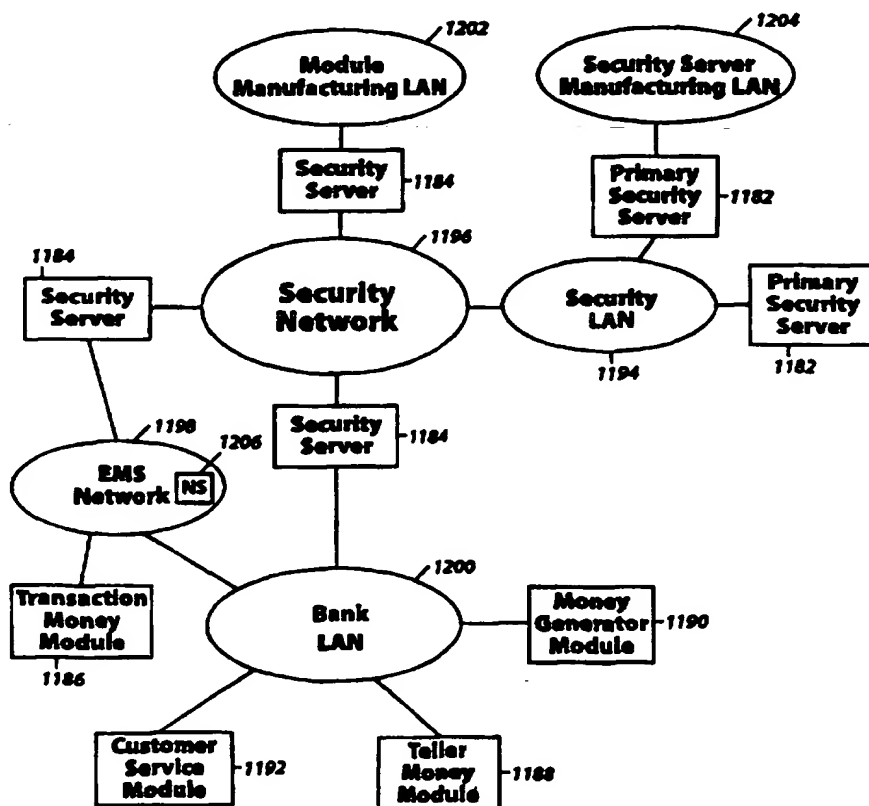 1202
1204
Module
Manufacturing LAN
Security Server
Manufacturing LAN
Security
Server
1184
Primary
Security
Server
1182
1196
1184
Security
Server
Security
Network
Security
LAN
1194
Primary
Security
Server
1182
Security
Server
1184
1198
1206
EMS
Network
NS
1200
Transaction
Money
Module
1186
Bank
LAN
Money
Generator
Module
1190
Customer
Service
Module
1192
Teller
Money
Module
1188